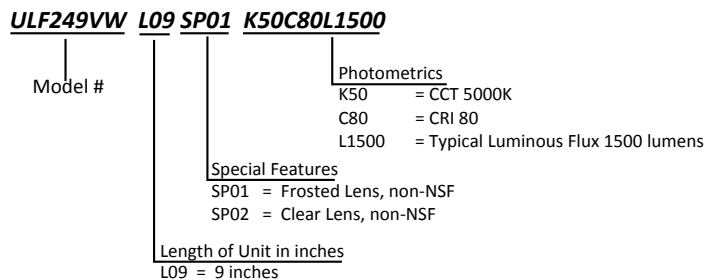 ULF249VW L09 SP01 K50C80L1500
Model #
Photometrics
K50 = CCT 5000K
C80 = CRI 80
L1500 = Typical Luminous Flux 1500 lumens
Special Features
SP01 = Frosted Lens, non-NSF
SP02 = Clear Lens, non-NSF
Length of Unit in inches
L09 = 9 inches